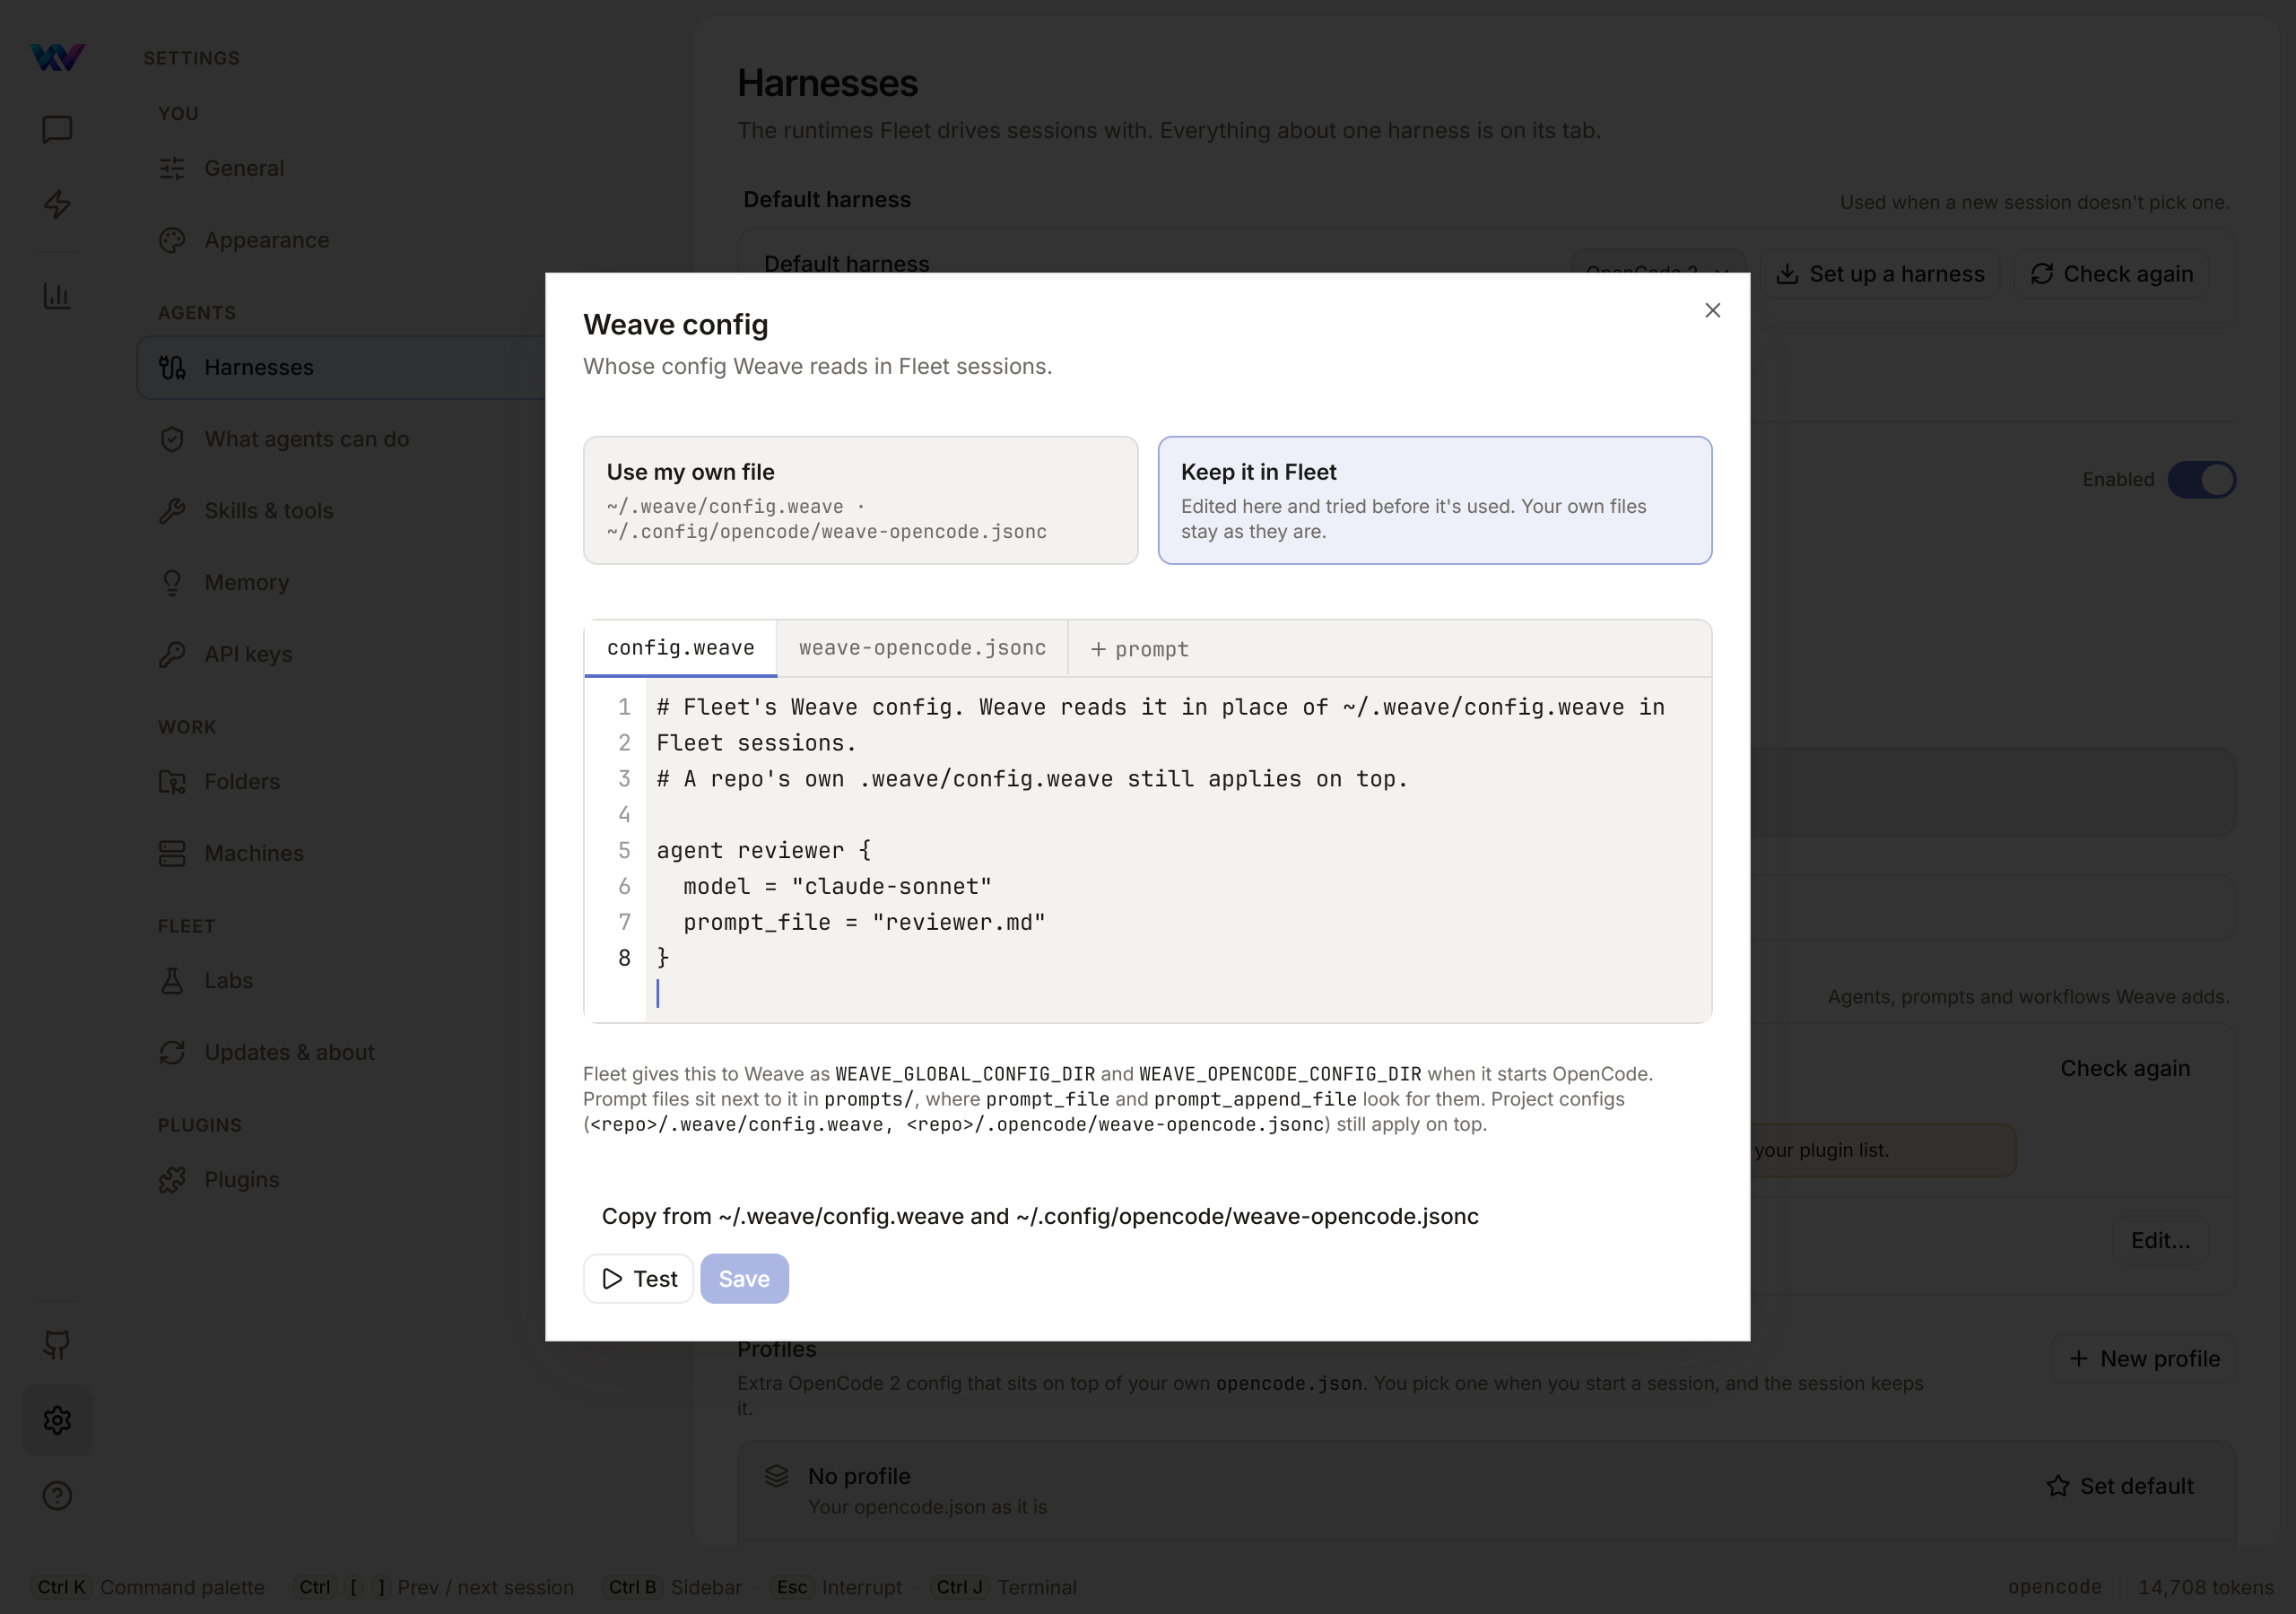 SETTINGS
YOU
General
Appearance
AGENTS
Harnesses
What agents can do
Skills & tools
Memory
API keys
WORK
Folders
Machines
FLEET
Labs
Updates & about
PLUGINS
Plugins
Harnesses
The runtimes Fleet drives sessions with. Everything about one harness is on its tab.
Default harness
Used when a new session doesn't pick one.
Default harness
OpenCode 2
Set up a harness
Check again
Enabled
Weave config
Whose config Weave reads in Fleet sessions.
Use my own file
~/.weave/config.weave ·
~/.config/opencode/weave-opencode.jsonc
Keep it in Fleet
Edited here and tried before it's used. Your own files
stay as they are.
config.weave
weave-opencode.jsonc
+ prompt
1 # Fleet's Weave config. Weave reads it in place of ~/.weave/config.weave in
2 Fleet sessions.
3 # A repo's own .weave/config.weave still applies on top.
4
5 agent reviewer {
6 model = "claude-sonnet"
7 prompt_file = "reviewer.md"
8 }
Fleet gives this to Weave as WEAVE_GLOBAL_CONFIG_DIR and WEAVE_OPENCODE_CONFIG_DIR when it starts OpenCode.
Prompt files sit next to it in prompts/, where prompt_file and prompt_append_file look for them. Project configs
(<repo>/.weave/config.weave, <repo>/.opencode/weave-opencode.jsonc) still apply on top.
Copy from ~/.weave/config.weave and ~/.config/opencode/weave-opencode.jsonc
Test
Save
Agents, prompts and workflows Weave adds.
Check again
your plugin list.
Edit...
Profiles
New profile
Extra OpenCode 2 config that sits on top of your own opencode.json. You pick one when you start a session, and the session keeps
it.
No profile
Your opencode.json as it is
Set default
Ctrl K Command palette
Ctrl [ ] Prev / next session
Ctrl B Sidebar
Esc Interrupt
Ctrl J Terminal
opencode
14,708 tokens